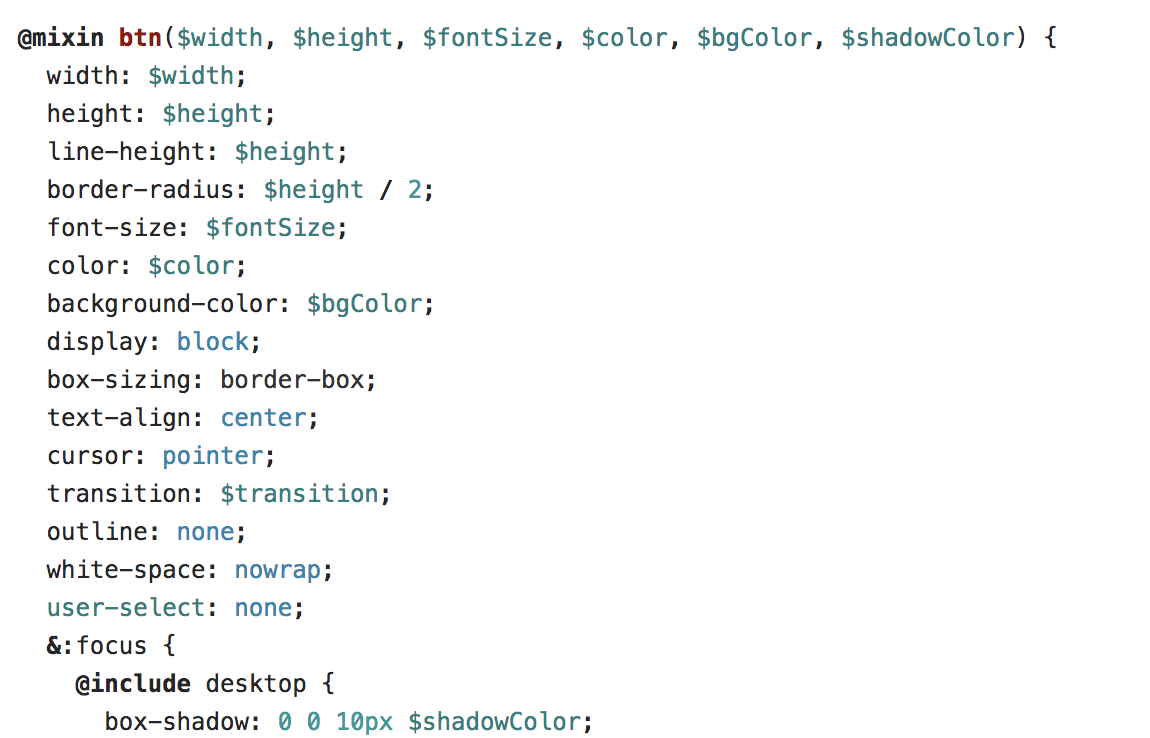 @mixin btn($width, $height, $fontSize, $color, $bgColor, $shadowColor) {
  width: $width;
  height: $height;
  line-height: $height;
  border-radius: $height / 2;
  font-size: $fontSize;
  color: $color;
  background-color: $bgColor;
  display: block;
  box-sizing: border-box;
  text-align: center;
  cursor: pointer;
  transition: $transition;
  outline: none;
  white-space: nowrap;
  user-select: none;
  &:focus {
    @include desktop {
      box-shadow: 0 0 10px $shadowColor;